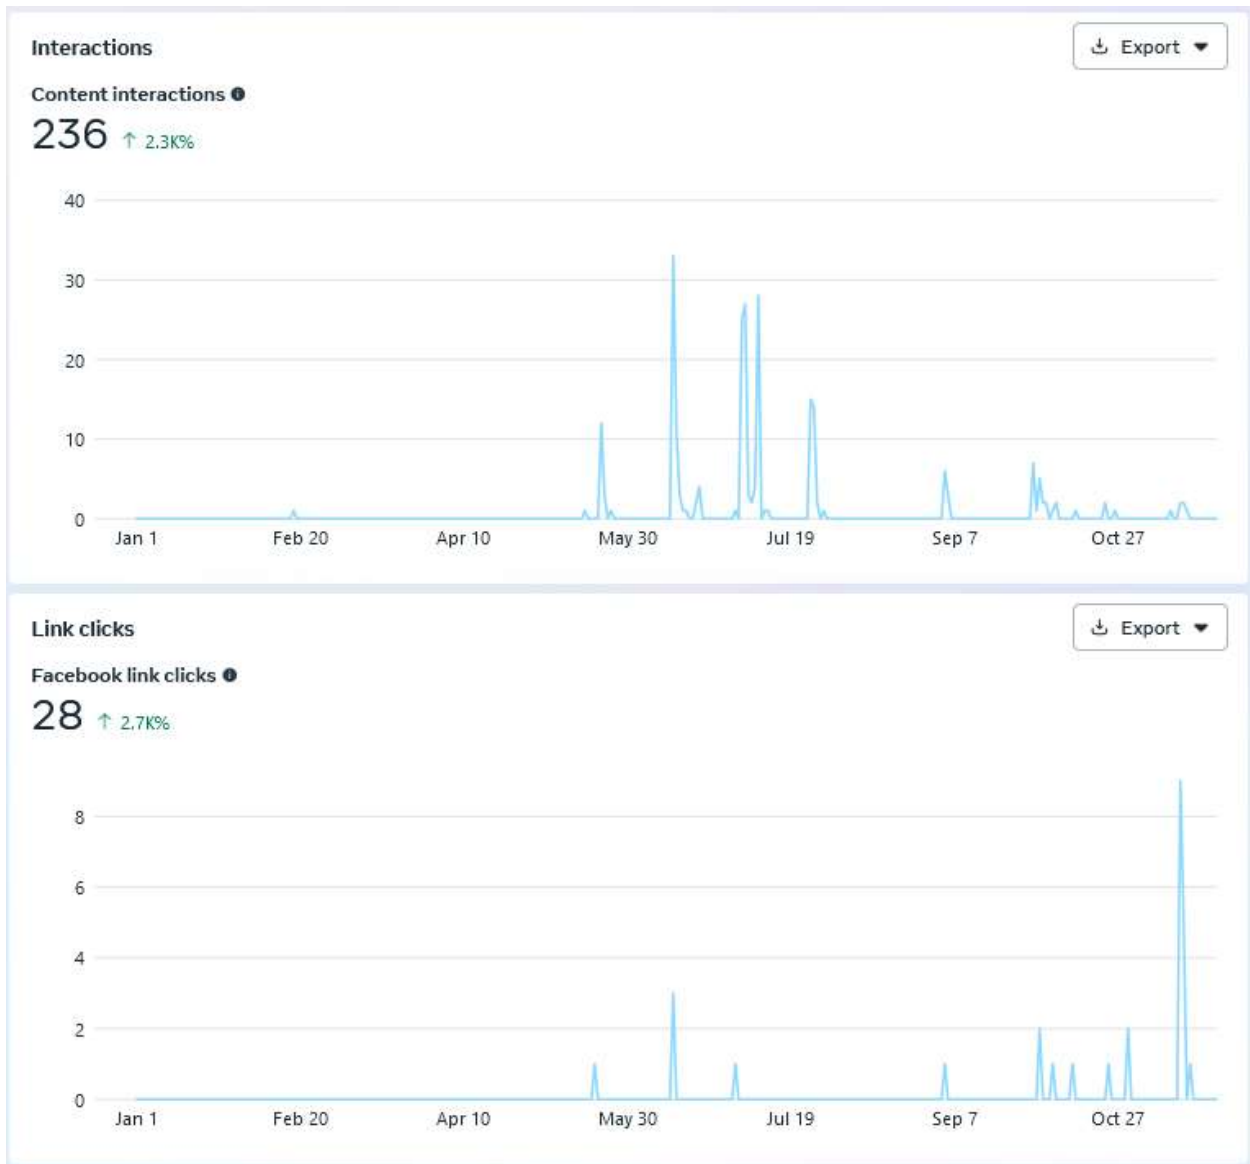 Interactions
Export
Content interactions
236 ↑ 2.3K%
40
30
20
10
0
Jan 1 Feb 20 Apr 10 May 30 Jul 19 Sep 7 Oct 27
Link clicks
Export
Facebook link clicks
28 ↑ 2.7K%
8
6
4
2
0
Jan 1 Feb 20 Apr 10 May 30 Jul 19 Sep 7 Oct 27